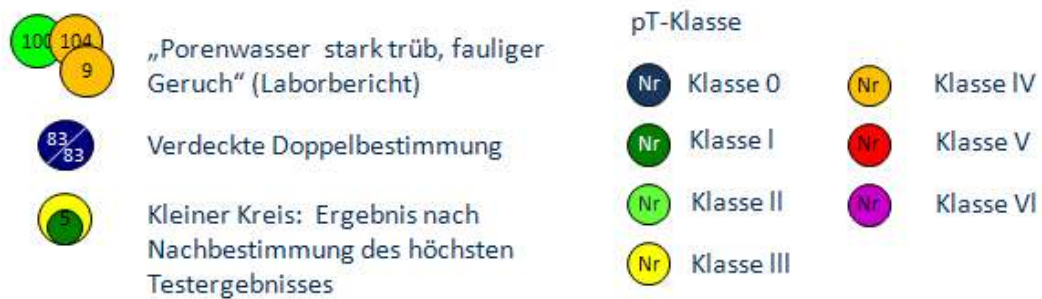 100 104
9
„Porenwasser stark trüb, fauliger
Geruch“ (Laborbericht)
83/83
Verdeckte Doppelbestimmung
5
Kleiner Kreis: Ergebnis nach
Nachbestimmung des höchsten
Testergebnisses
pT-Klasse
Nr Klasse 0
Nr Klasse I
Nr Klasse II
Nr Klasse III
Nr Klasse IV
Nr Klasse V
Nr Klasse VI